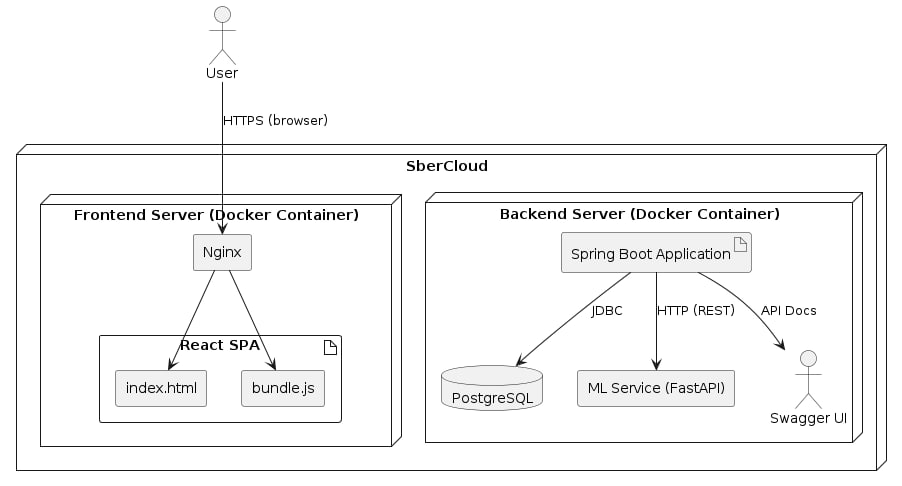 User
HTTPS (browser)
SberCloud
Frontend Server (Docker Container)
Nginx
React SPA
index.html
bundle.js
Backend Server (Docker Container)
Spring Boot Application
JDBC
HTTP (REST)
API Docs
PostgreSQL
ML Service (FastAPI)
Swagger UI